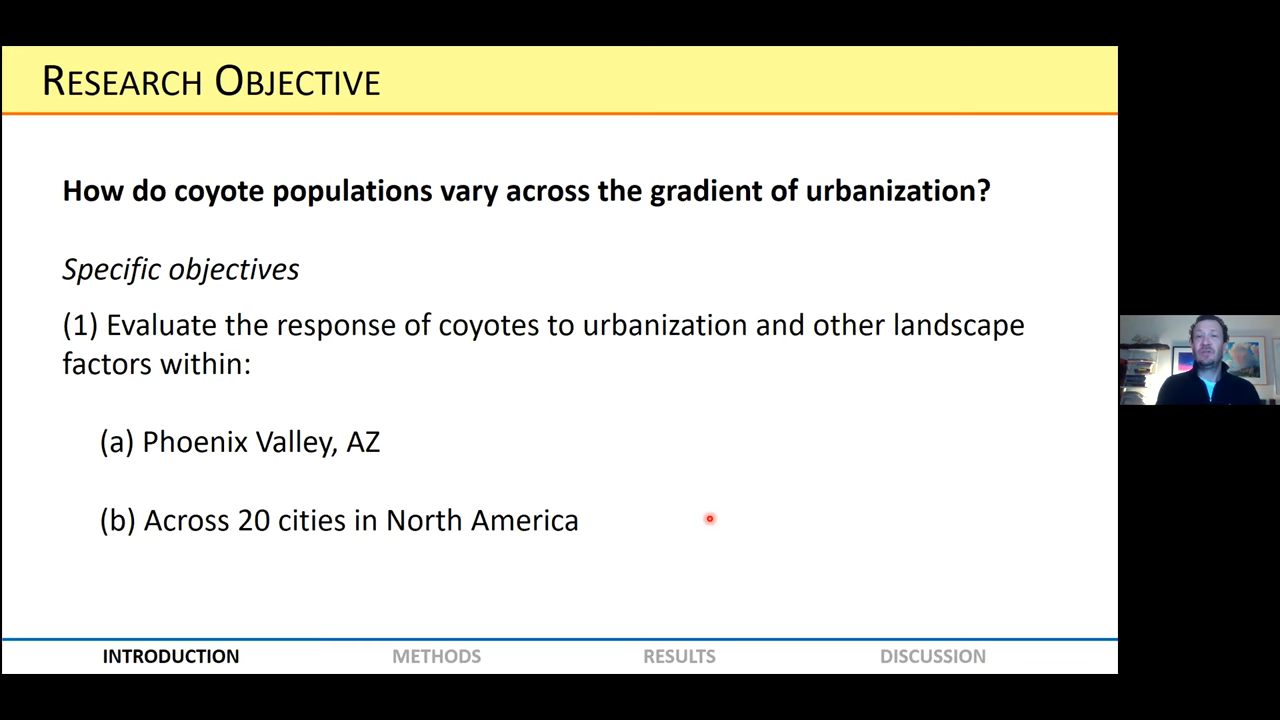 RESEARCH OBJECTIVE
How do coyote populations vary across the gradient of urbanization?
Specific objectives
(1) Evaluate the response of coyotes to urbanization and other landscape
factors within:
(a) Phoenix Valley, AZ
(b) Across 20 cities in North America
INTRODUCTION
METHODS
RESULTS
DISCUSSION